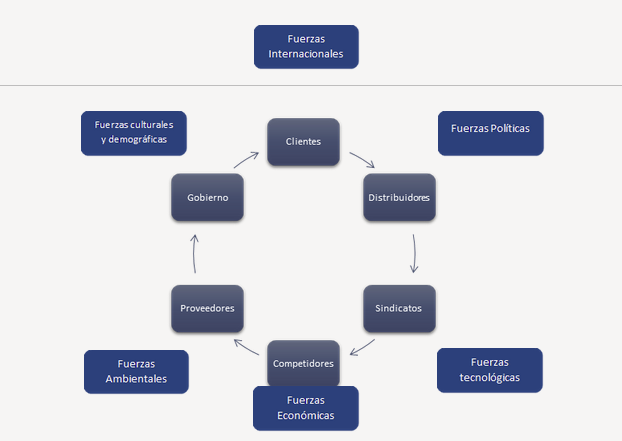 Fuerzas
Internacionales
Fuerzas culturales
y demográficas
Clientes
Fuerzas Políticas
Gobierno
Distribuidores
Proveedores
Sindicatos
Fuerzas
Ambientales
Competidores
Fuerzas
tecnológicas
Fuerzas
Económicas